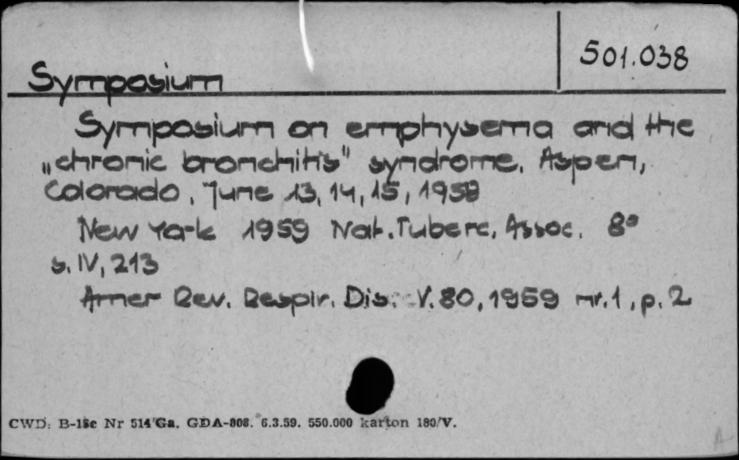 501.038
Symposium
Symposium on emphysema and the
„chronic bronchitis" syndrome, Aspen,
Colorado, June 13, 14, 15, 1958
New York 1959 Nat. Tuberc. Assoc. 8°
s. IV, 213
Amer Rev. Respir. Dis. V. 80, 1959 nr. 1, p. 2
CWD: B-15c Nr 514 Ga. GDA-808. 6.3.59. 550.000 karton 180/V.